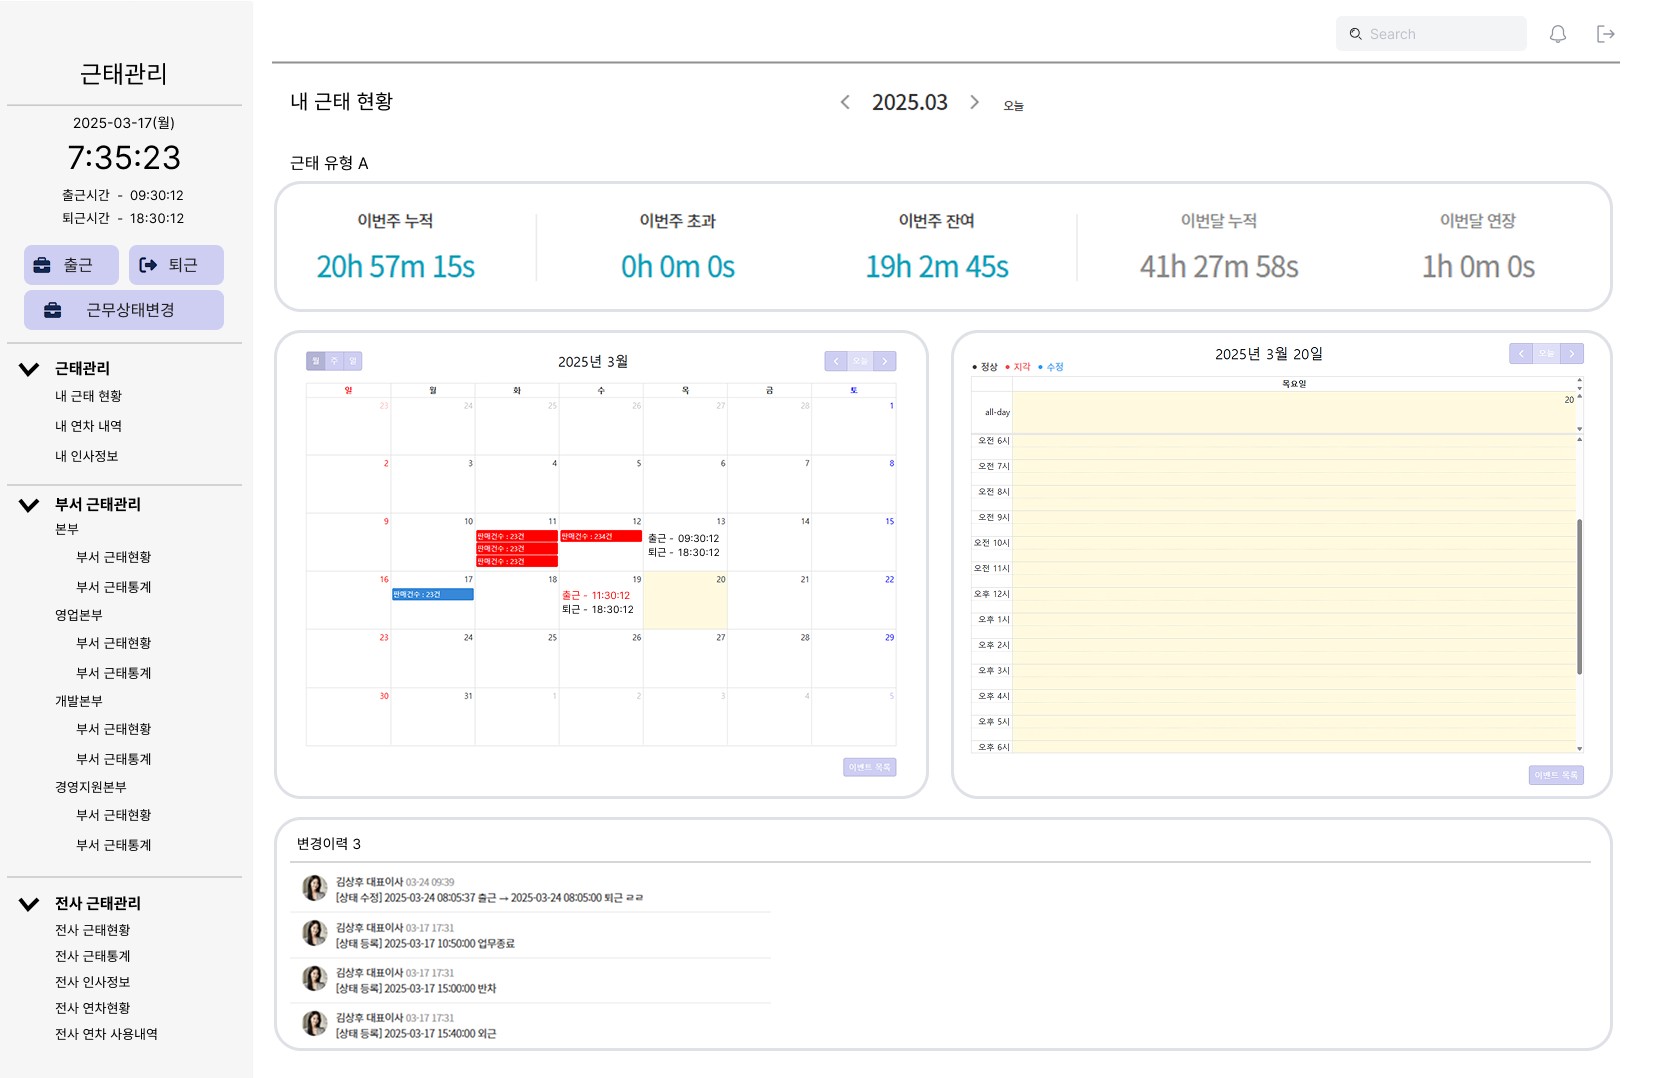 근태관리
2025-03-17(월)
7:35:23
출근시간 - 09:30:12
퇴근시간 - 18:30:12
출근
퇴근
근무상태변경
근태관리
내 근태 현황
내 연차 내역
내 인사정보
부서 근태관리
본부
부서 근태현황
부서 근태통계
영업본부
부서 근태현황
부서 근태통계
개발본부
부서 근태현황
부서 근태통계
경영지원본부
부서 근태현황
부서 근태통계
전사 근태관리
전사 근태현황
전사 근태통계
전사 인사정보
전사 연차현황
전사 연차 사용내역
Search
내 근태 현황
2025.03
오늘
근태 유형 A
이번주 누적
20h 57m 15s
이번주 초과
0h 0m 0s
이번주 잔여
19h 2m 45s
이번달 누적
41h 27m 58s
이번달 연장
1h 0m 0s
월 주 일
2025년 3월
오늘
일 월 화 수 목 금 토
23 24 25 26 27 28 1
2 3 4 5 6 7 8
9 10 11 12 13 14 15
판매건수 : 23건
판매건수 : 23건
판매건수 : 23건
판매건수 : 234건
출근 - 09:30:12
퇴근 - 18:30:12
16 17 18 19 20 21 22
판매건수 : 23건
출근 - 11:30:12
퇴근 - 18:30:12
23 24 25 26 27 28 29
30 31 1 2 3 4 5
이벤트 목록
2025년 3월 20일
오늘
정상 지각 수정
목요일
20
all-day
오전 6시
오전 7시
오전 8시
오전 9시
오전 10시
오전 11시
오후 12시
오후 1시
오후 2시
오후 3시
오후 4시
오후 5시
오후 6시
이벤트 목록
변경이력 3
김상후 대표이사 03-24 09:39
[상태 수정] 2025-03-24 08:05:37 출근 → 2025-03-24 08:05:00 퇴근 ㄹㄹ
김상후 대표이사 03-17 17:31
[상태 등록] 2025-03-17 10:50:00 업무종료
김상후 대표이사 03-17 17:31
[상태 등록] 2025-03-17 15:00:00 반차
김상후 대표이사 03-17 17:31
[상태 등록] 2025-03-17 15:40:00 외근